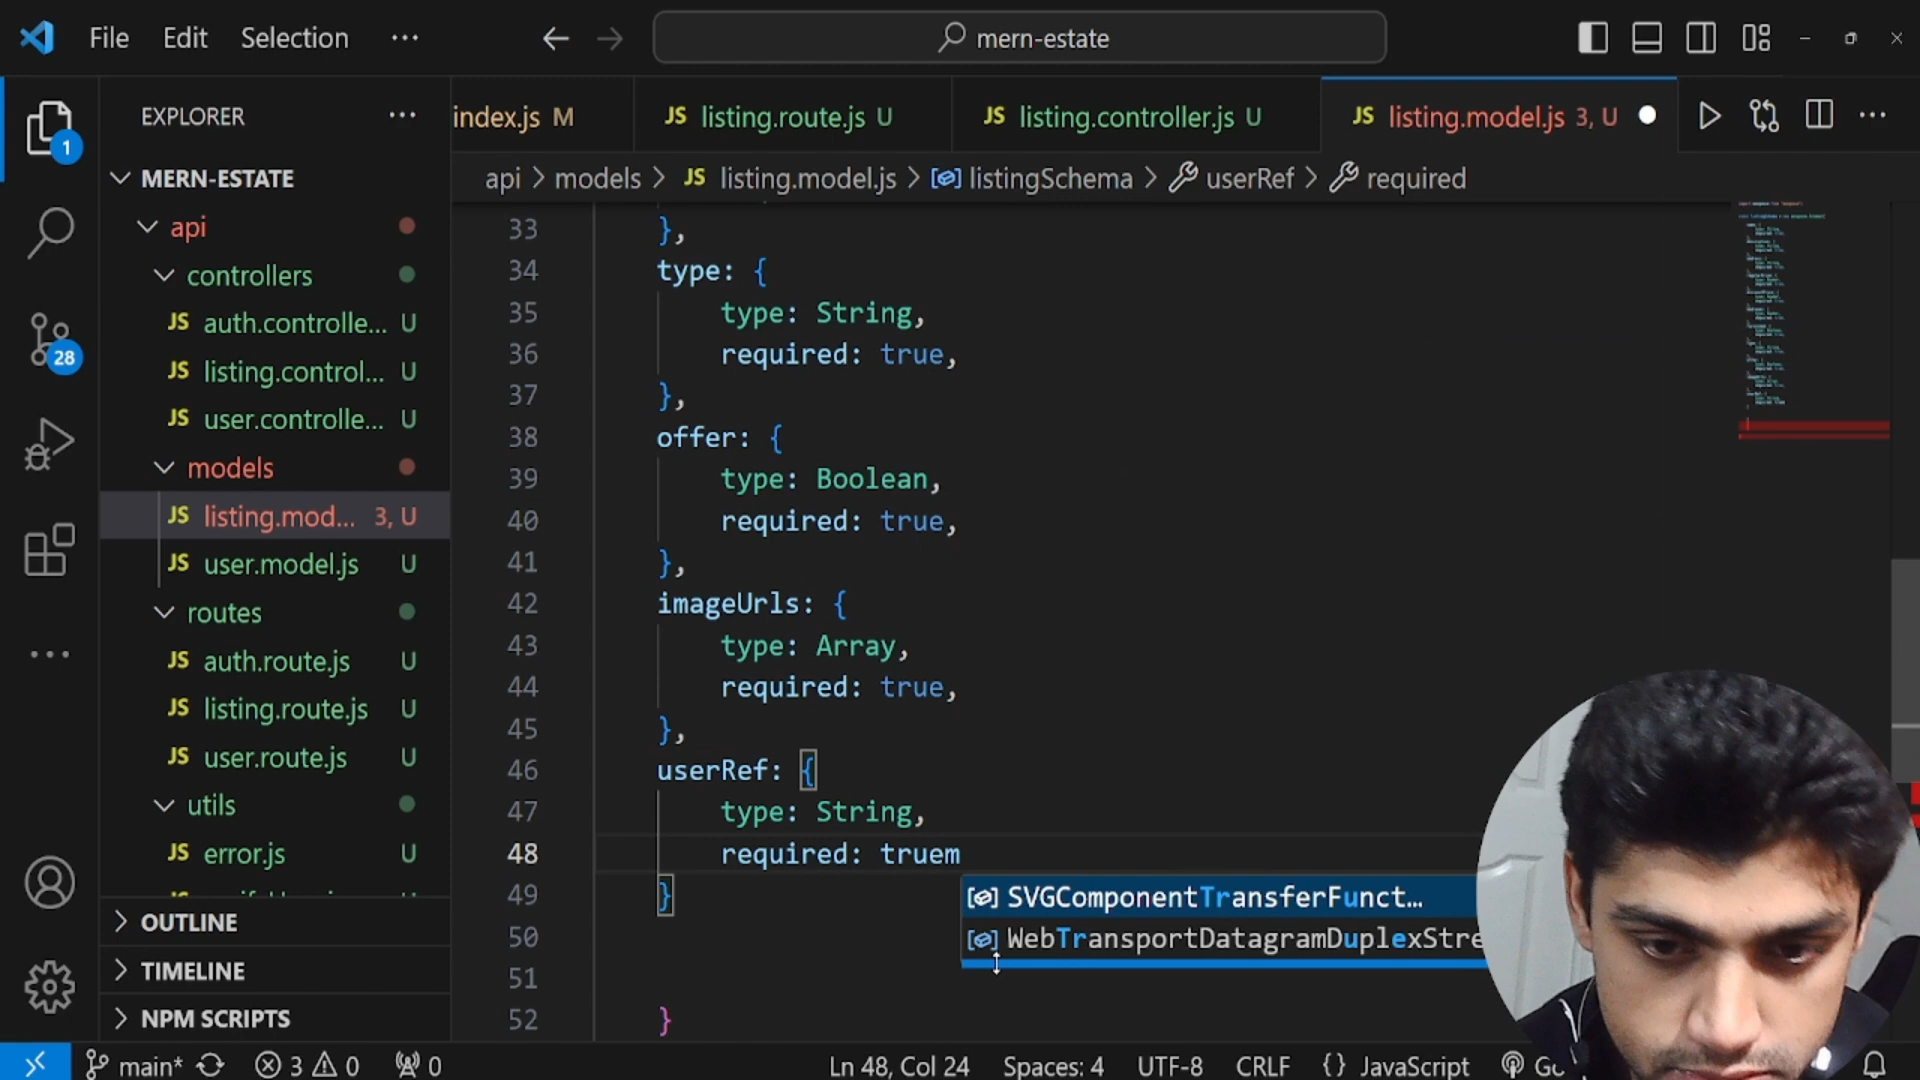 File Edit Selection ··· mern-estate
EXPLORER ···
1
MERN-ESTATE
api
controllers
JS auth.controlle... U
JS listing.control... U
JS user.controlle... U
28
models
JS listing.mod... 3, U
JS user.model.js U
routes
JS auth.route.js U
JS listing.route.js U
JS user.route.js U
utils
JS error.js U
OUTLINE
TIMELINE
NPM SCRIPTS
index.js M JS listing.route.js U JS listing.controller.js U JS listing.model.js 3, U
api > models > JS listing.model.js > listingSchema > userRef > required
33 },
34 type: {
35 type: String,
36 required: true,
37 },
38 offer: {
39 type: Boolean,
40 required: true,
41 },
42 imageUrls: {
43 type: Array,
44 required: true,
45 },
46 userRef: {
47 type: String,
48 required: truem
49 }
SVGComponentTransferFunct...
50
WebTransportDatagramDuplexStre
51
52 }
main* 3 0 0 Ln 48, Col 24 Spaces: 4 UTF-8 CRLF {} JavaScript Go